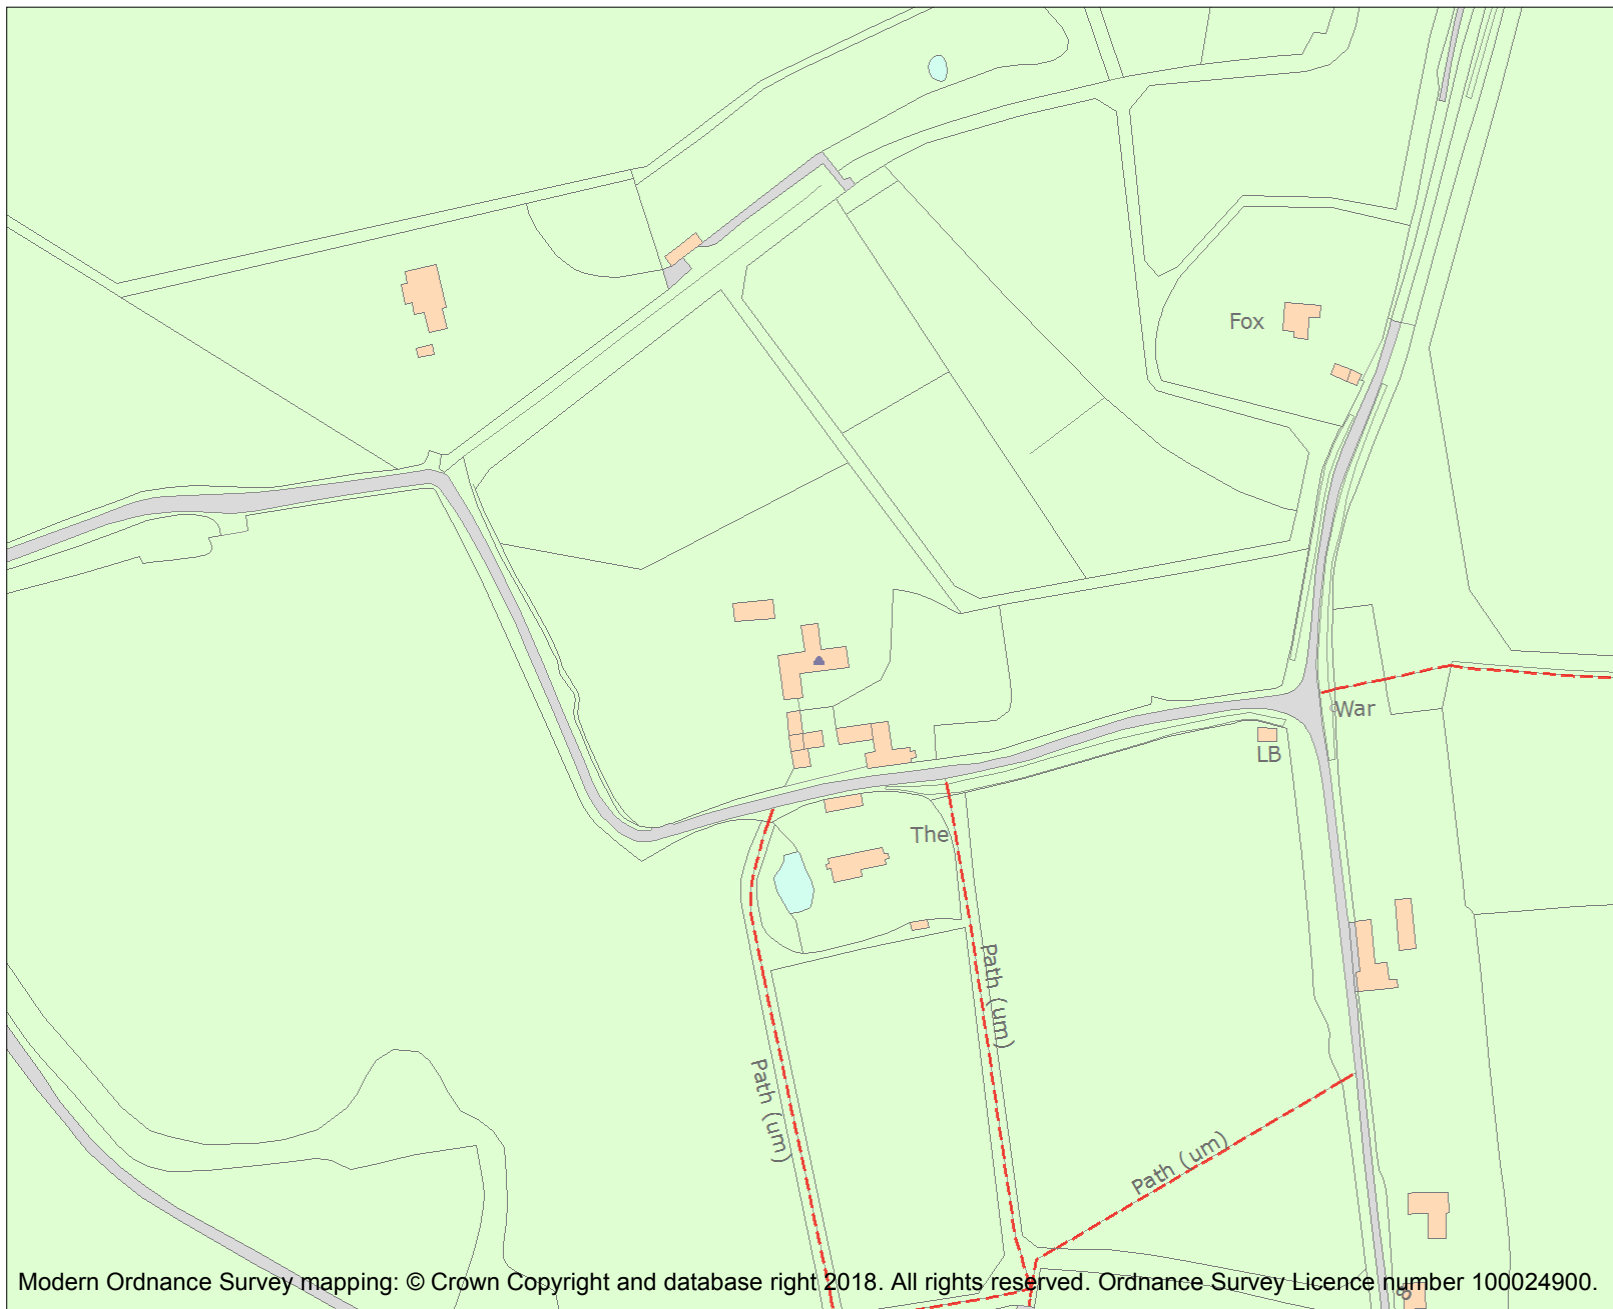 Fox
War
LB
The
Path (um)
Path (um)
Path (um)
8
Modern Ordnance Survey mapping: © Crown Copyright and database right 2018. All rights reserved. Ordnance Survey Licence number 100024900.